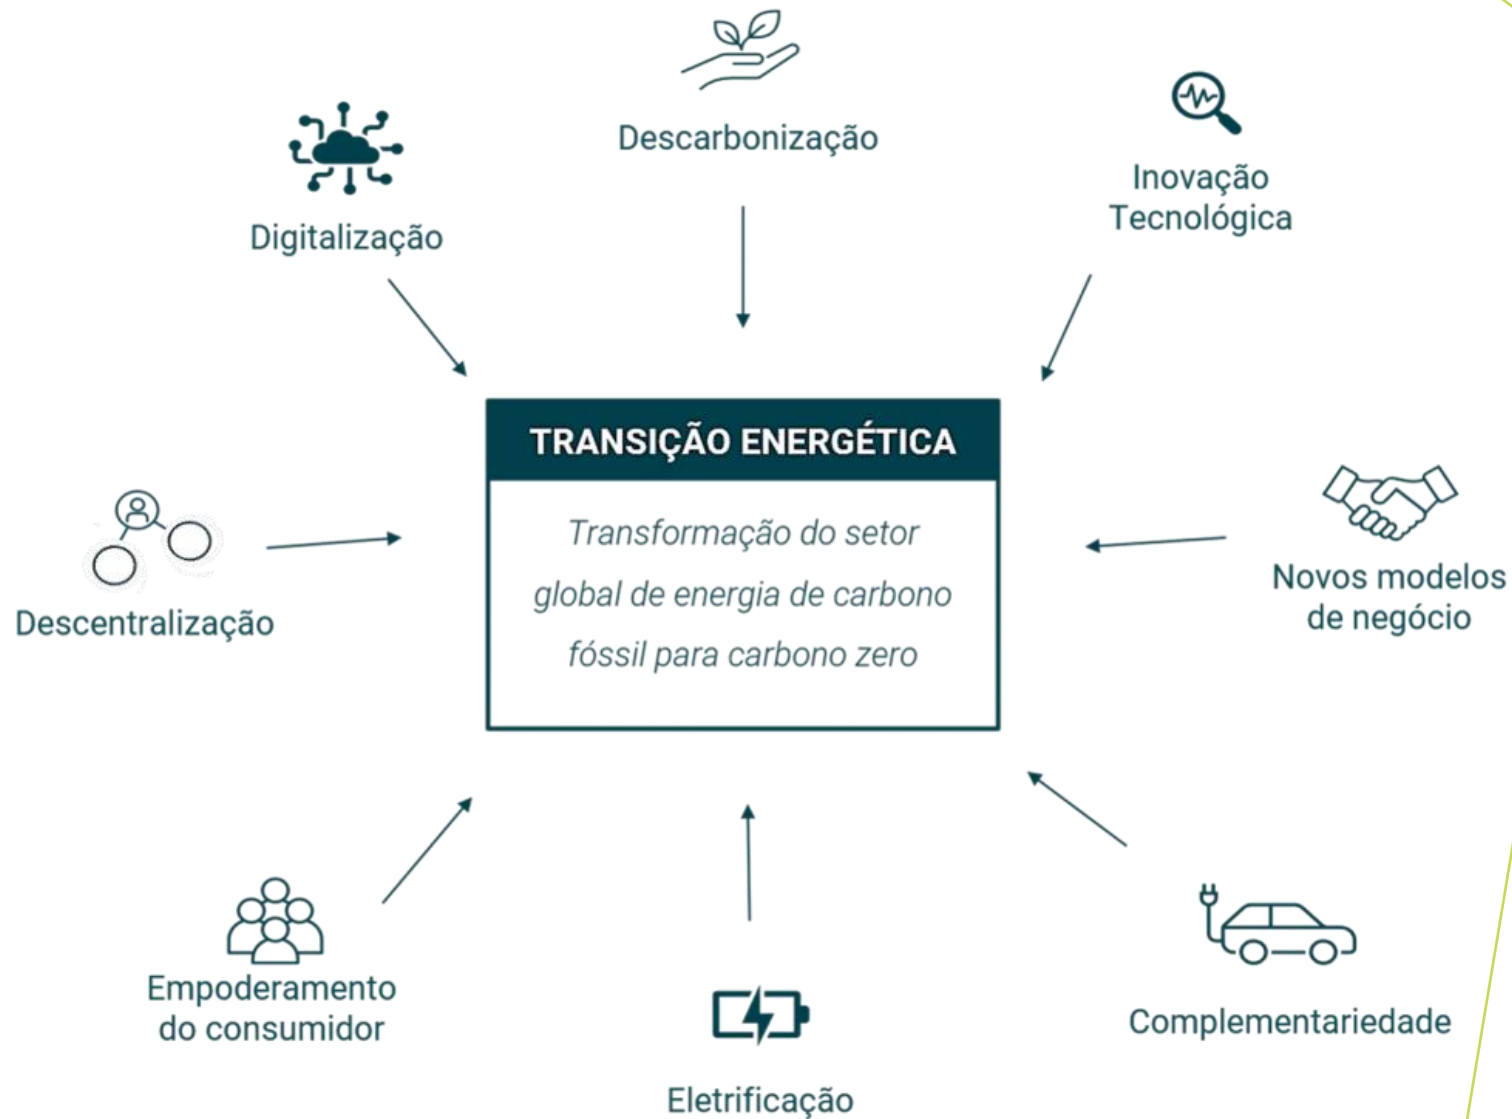 Descarbonização
Inovação
Tecnológica
Digitalização
TRANSIÇÃO ENERGÉTICA
Transformação do setor
global de energia de carbono
fóssil para carbono zero
Novos modelos
de negócio
Descentralização
Empoderamento
do consumidor
Complementariedade
Eletrificação